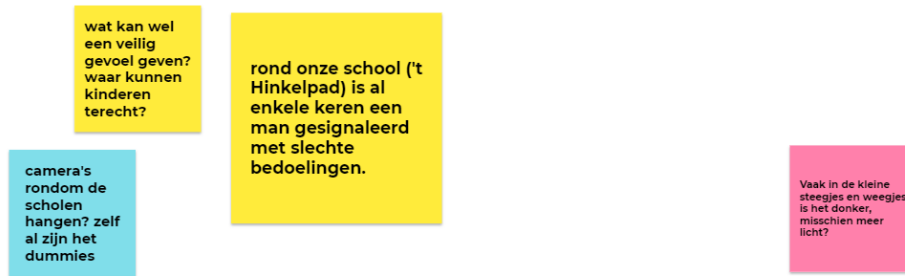 wat kan wel
een veilig
gevoel geven?
waar kunnen
kinderen
terecht?
rond onze school ('t
Hinkelpad) is al
enkele keren een
man gesignaleerd
met slechte
bedoelingen.
camera's
rondom de
scholen
hangen? zelf
al zijn het
dummies
Vaak in de kleine
steegjes en weegjes
is het donker,
misschien meer
licht?